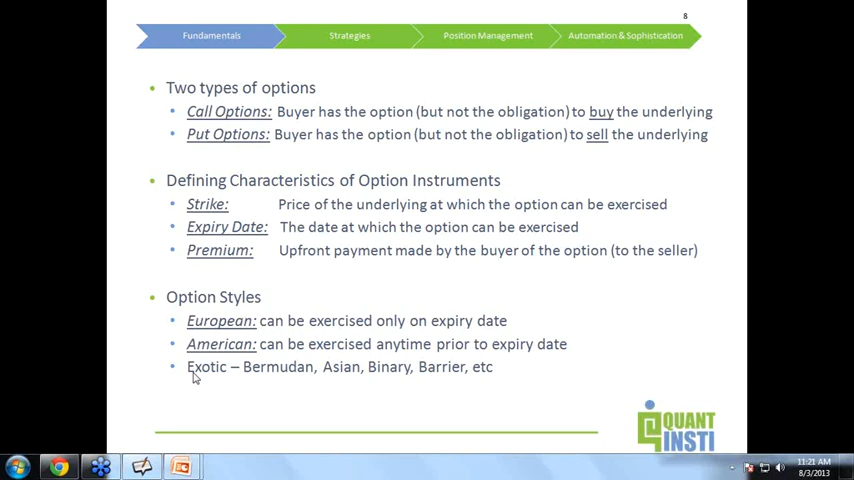 8
Fundamentals
Strategies
Position Management
Automation & Sophistication
• Two types of options
• Call Options: Buyer has the option (but not the obligation) to buy the underlying
• Put Options: Buyer has the option (but not the obligation) to sell the underlying
• Defining Characteristics of Option Instruments
• Strike: Price of the underlying at which the option can be exercised
• Expiry Date: The date at which the option can be exercised
• Premium: Upfront payment made by the buyer of the option (to the seller)
• Option Styles
• European: can be exercised only on expiry date
• American: can be exercised anytime prior to expiry date
• Exotic – Bermudan, Asian, Binary, Barrier, etc
QUANT
INSTI
11:21 AM
8/3/2013